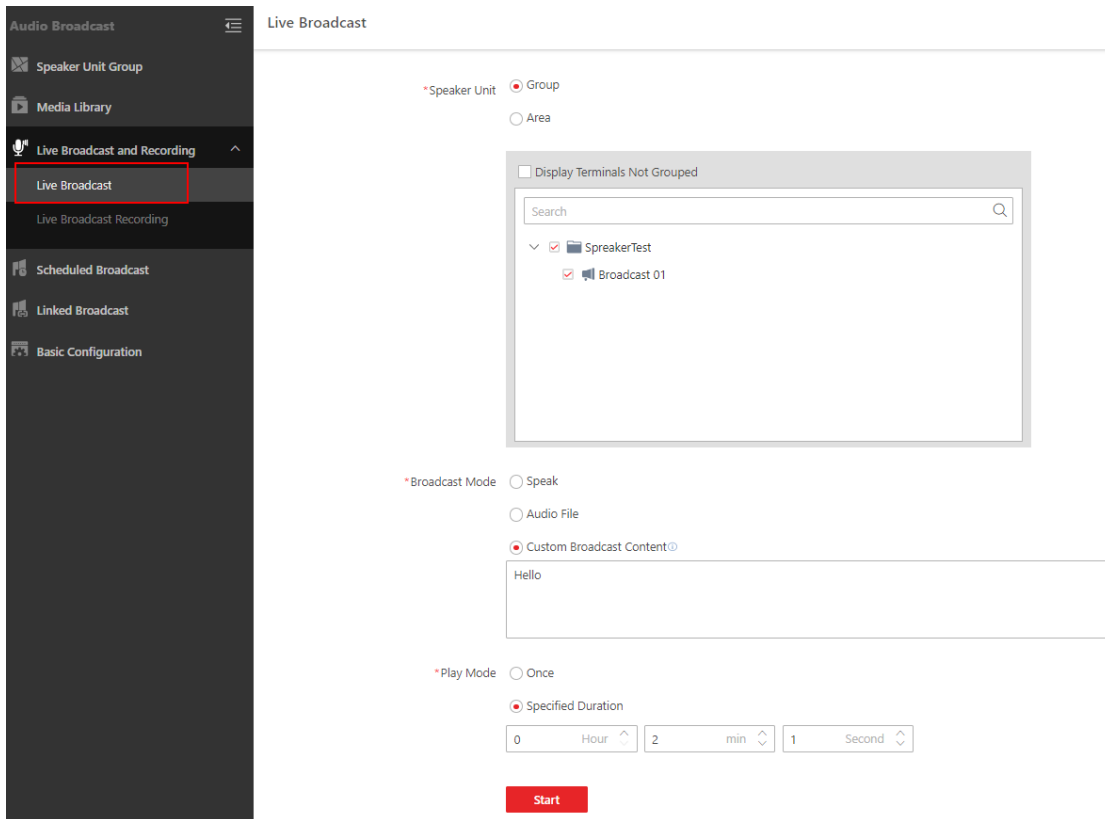 Audio Broadcast
Speaker Unit Group
Media Library
Live Broadcast and Recording
Live Broadcast
Live Broadcast Recording
Scheduled Broadcast
Linked Broadcast
Basic Configuration
Live Broadcast
*Speaker Unit
Group
Area
Display Terminals Not Grouped
Search
SpreakerTest
Broadcast 01
*Broadcast Mode
Speak
Audio File
Custom Broadcast Content
Hello
*Play Mode
Once
Specified Duration
0 Hour 2 min 1 Second
Start